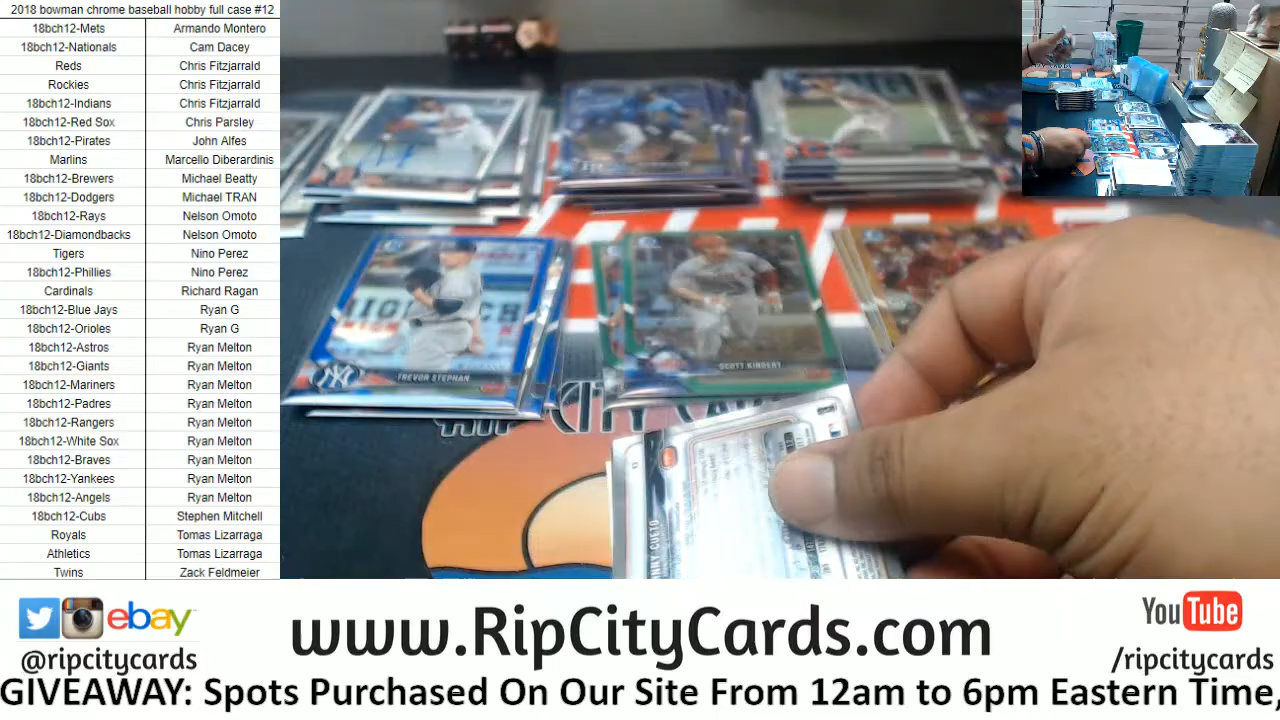 2018 bowman chrome baseball hobby full case #12
18bch12-Mets Armando Montero
18bch12-Nationals Cam Dacey
Reds Chris Fitzjarrald
Rockies Chris Fitzjarrald
18bch12-Indians Chris Fitzjarrald
18bch12-Red Sox Chris Parsley
18bch12-Pirates John Alfes
Marlins Marcello Diberardinis
18bch12-Brewers Michael Beatty
18bch12-Dodgers Michael TRAN
18bch12-Rays Nelson Omoto
18bch12-Diamondbacks Nelson Omoto
Tigers Nino Perez
18bch12-Phillies Nino Perez
Cardinals Richard Ragan
18bch12-Blue Jays Ryan G
18bch12-Orioles Ryan G
18bch12-Astros Ryan Melton
18bch12-Giants Ryan Melton
18bch12-Mariners Ryan Melton
18bch12-Padres Ryan Melton
18bch12-Rangers Ryan Melton
18bch12-White Sox Ryan Melton
18bch12-Braves Ryan Melton
18bch12-Yankees Ryan Melton
18bch12-Angels Ryan Melton
18bch12-Cubs Stephen Mitchell
Royals Tomas Lizarraga
Athletics Tomas Lizarraga
Twins Zack Feldmeier
TREVOR STEPHAN
SCOTT KINGERY
CITY
CUETO
ebay
@ripcitycards
www.RipCityCards.com
YouTube
/ripcitycards
GIVEAWAY: Spots Purchased On Our Site From 12am to 6pm Eastern Time,